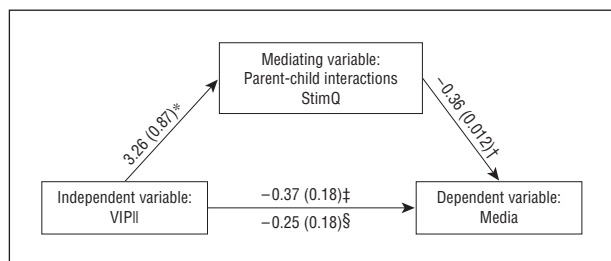 Mediating variable:
Parent-child interactions
StimQ
3.26 (0.87)*
−0.36 (0.012)†
Independent variable:
VIP||
−0.37 (0.18)‡
−0.25 (0.18)§
Dependent variable:
Media